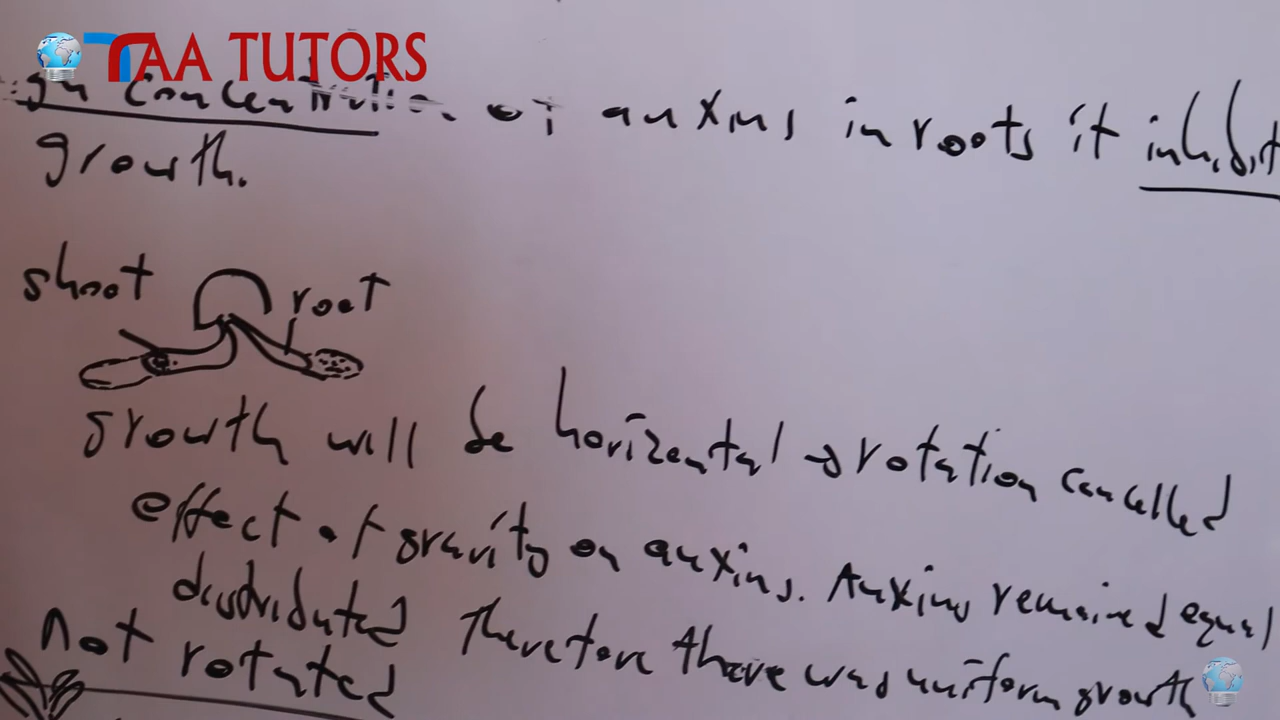 TAA TUTORS
concentration of auxins in roots it inhibit
growth.
shoot
root
growth will be horizontal → rotation cancelled
effect of gravity on auxins. Auxins remained equal
distributed Therefore there was uniform growth
not rotated